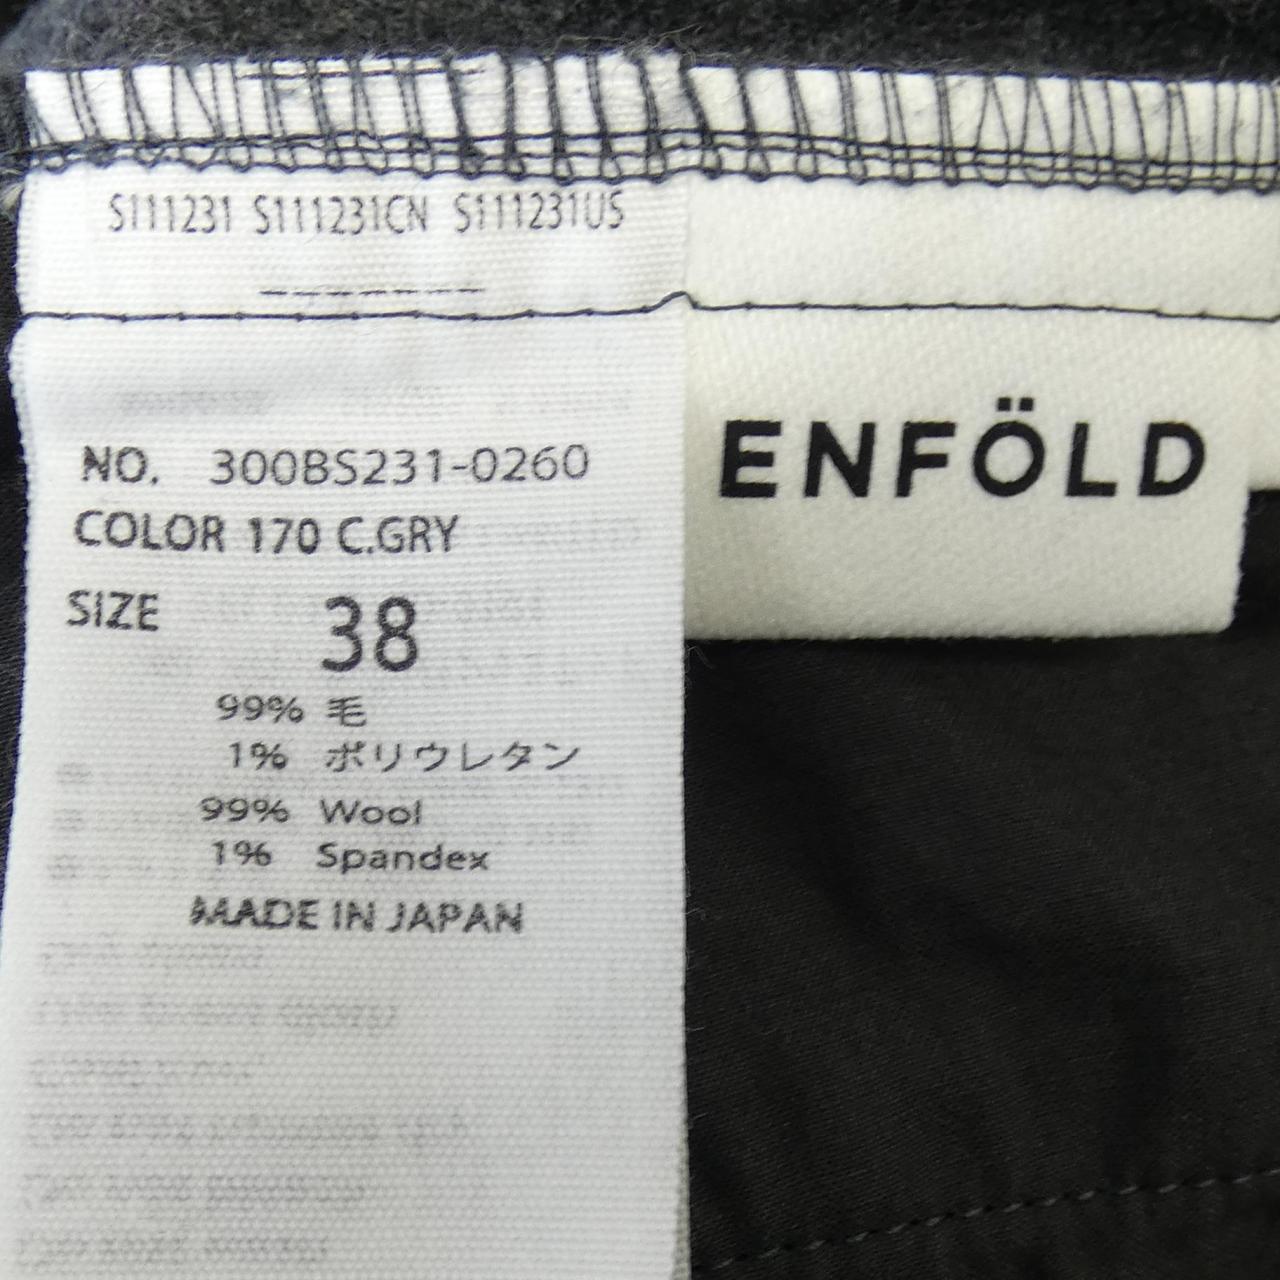 S111231 S111231CN S111231US
NO. 300BS231-0260
COLOR 170 C.GRY
SIZE 38
99% 毛
1% ポリウレタン
99% Wool
1% Spandex
MADE IN JAPAN
ENFÖLD